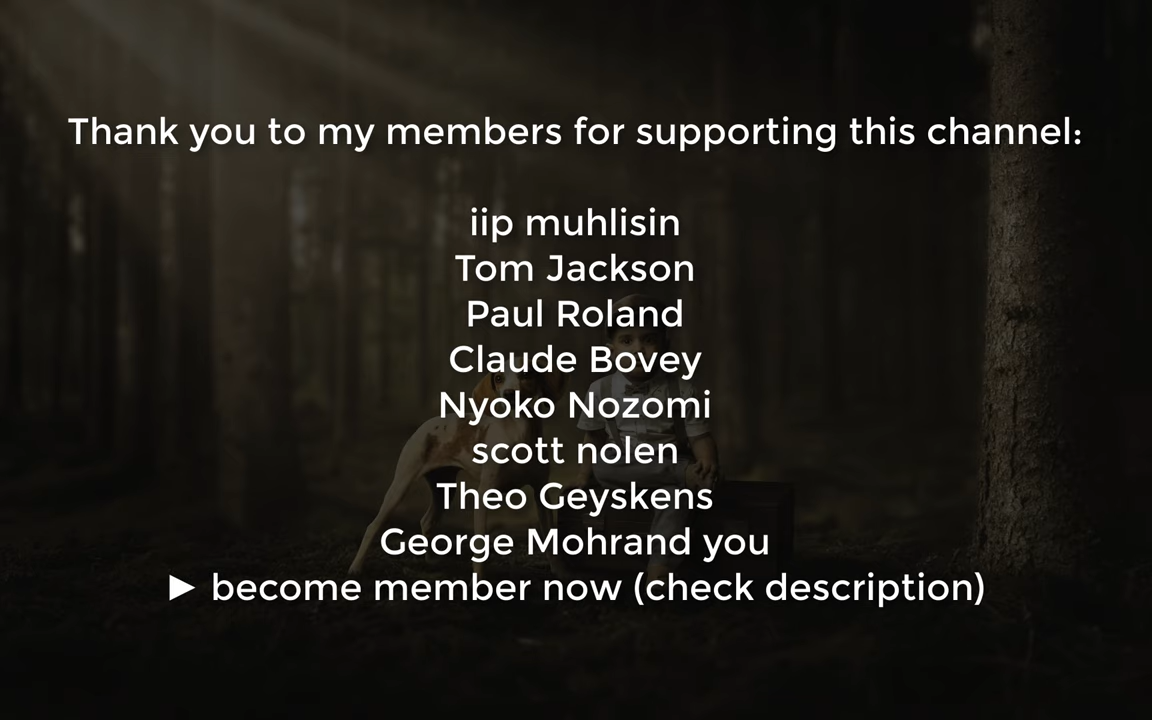 Thank you to my members for supporting this channel:
iip muhlisin
Tom Jackson
Paul Roland
Claude Bovey
Nyoko Nozomi
scott nolen
Theo Geyskens
George Mohrand you
► become member now (check description)